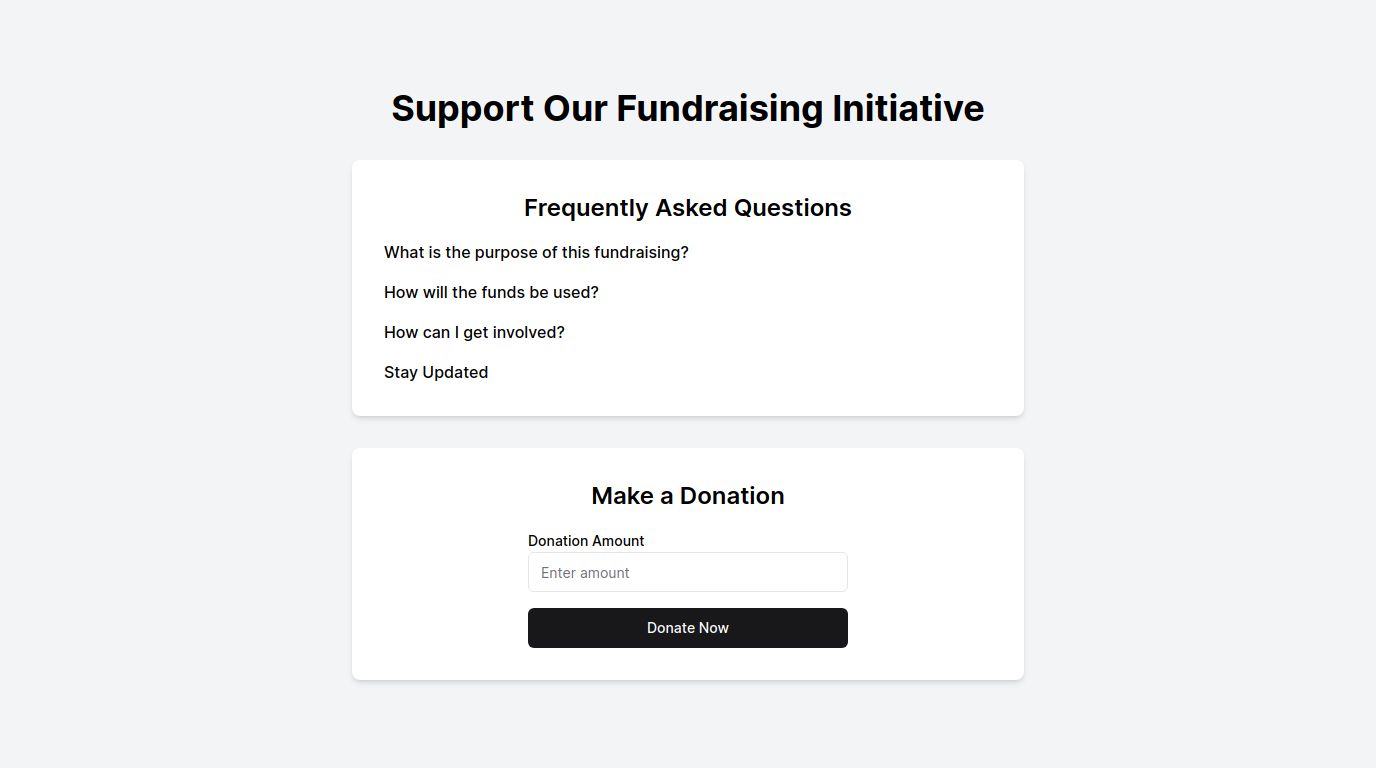 Support Our Fundraising Initiative
Frequently Asked Questions
What is the purpose of this fundraising?
How will the funds be used?
How can I get involved?
Stay Updated
Make a Donation
Donation Amount
Enter amount
Donate Now